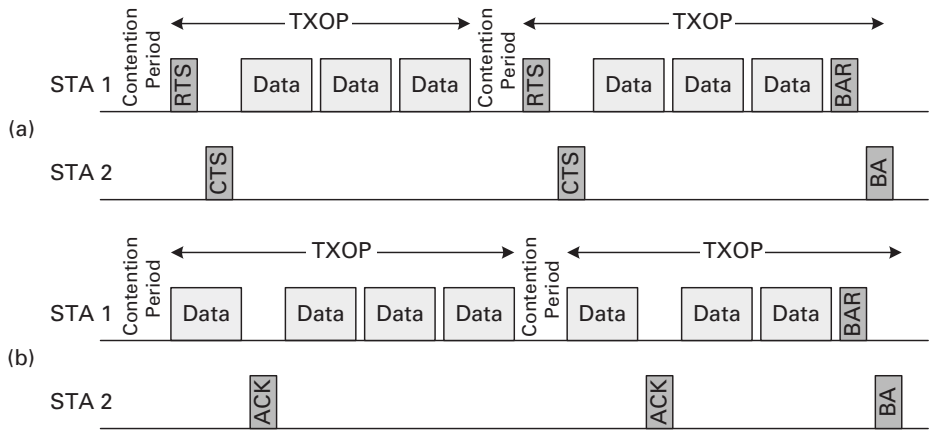 Contention Period
TXOP
Contention Period
TXOP
STA 1
RTS
Data
Data
Data
RTS
Data
Data
Data
BAR
(a)
STA 2
CTS
CTS
BA
Contention Period
TXOP
Contention Period
TXOP
STA 1
Data
Data
Data
Data
Data
Data
Data
BAR
(b)
STA 2
ACK
ACK
BA